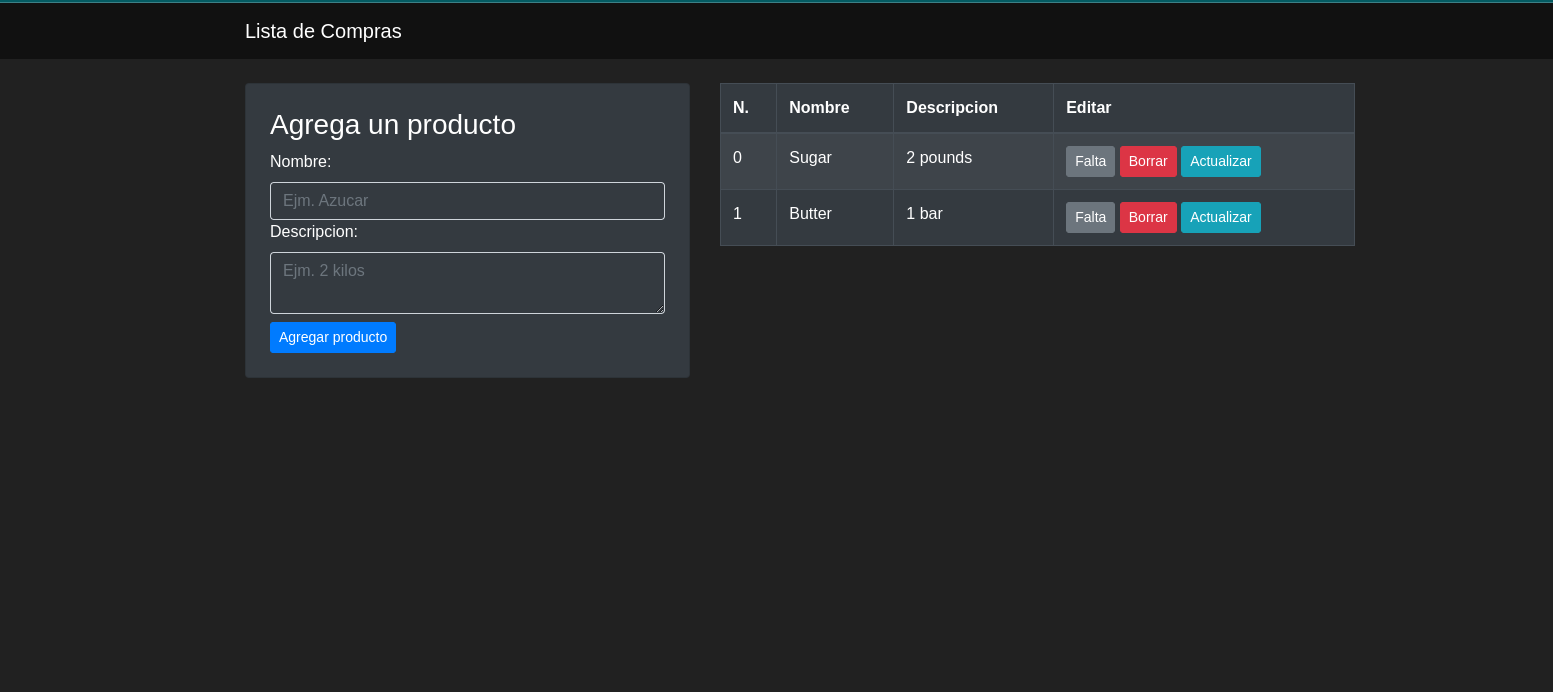 Lista de Compras
Agrega un producto
Nombre:
Ejm. Azucar
Descripcion:
Ejm. 2 kilos
Agregar producto
N. Nombre Descripcion Editar
0 Sugar 2 pounds Falta Borrar Actualizar
1 Butter 1 bar Falta Borrar Actualizar